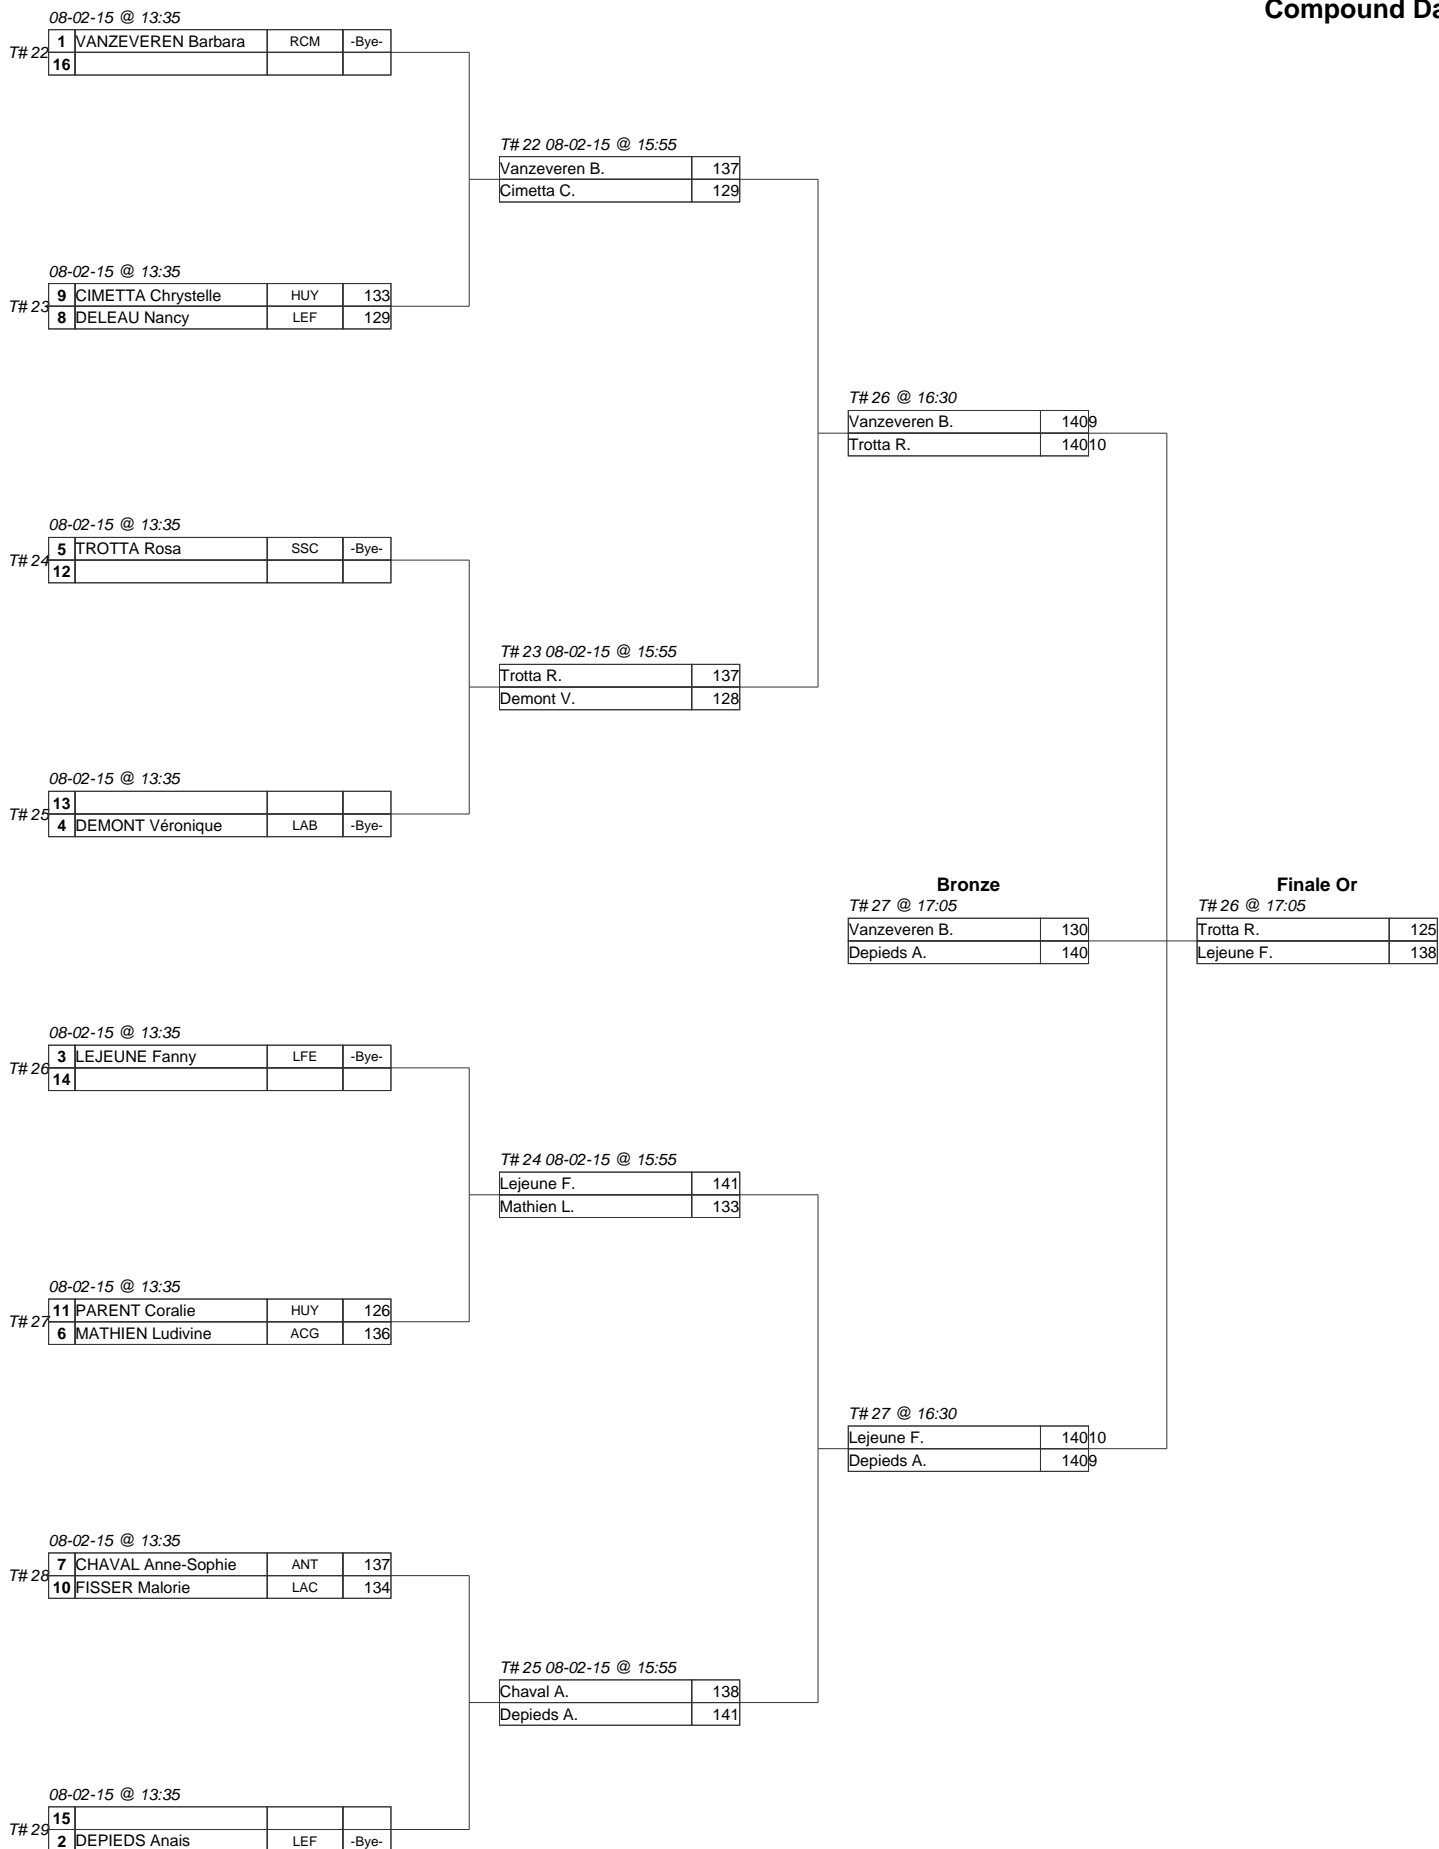 Compound Da
08-02-15 @ 13:35
T# 22
1 VANZEVEREN Barbara RCM -Bye-
16
T# 22 08-02-15 @ 15:55
Vanzeveren B. 137
Cimetta C. 129
08-02-15 @ 13:35
T# 23
9 CIMETTA Chrystelle HUY 133
8 DELEAU Nancy LEF 129
T# 26 @ 16:30
Vanzeveren B. 140 9
Trotta R. 140 10
08-02-15 @ 13:35
T# 24
5 TROTTA Rosa SSC -Bye-
12
T# 23 08-02-15 @ 15:55
Trotta R. 137
Demont V. 128
08-02-15 @ 13:35
T# 25
13
4 DEMONT Véronique LAB -Bye-
Bronze
T# 27 @ 17:05
Vanzeveren B. 130
Depieds A. 140
Finale Or
T# 26 @ 17:05
Trotta R. 125
Lejeune F. 138
08-02-15 @ 13:35
T# 26
3 LEJEUNE Fanny LFE -Bye-
14
T# 24 08-02-15 @ 15:55
Lejeune F. 141
Mathien L. 133
08-02-15 @ 13:35
T# 27
11 PARENT Coralie HUY 126
6 MATHIEN Ludivine ACG 136
T# 27 @ 16:30
Lejeune F. 140 10
Depieds A. 140 9
08-02-15 @ 13:35
T# 28
7 CHAVAL Anne-Sophie ANT 137
10 FISSER Malorie LAC 134
T# 25 08-02-15 @ 15:55
Chaval A. 138
Depieds A. 141
08-02-15 @ 13:35
T# 29
15
2 DEPIEDS Anais LEF -Bye-